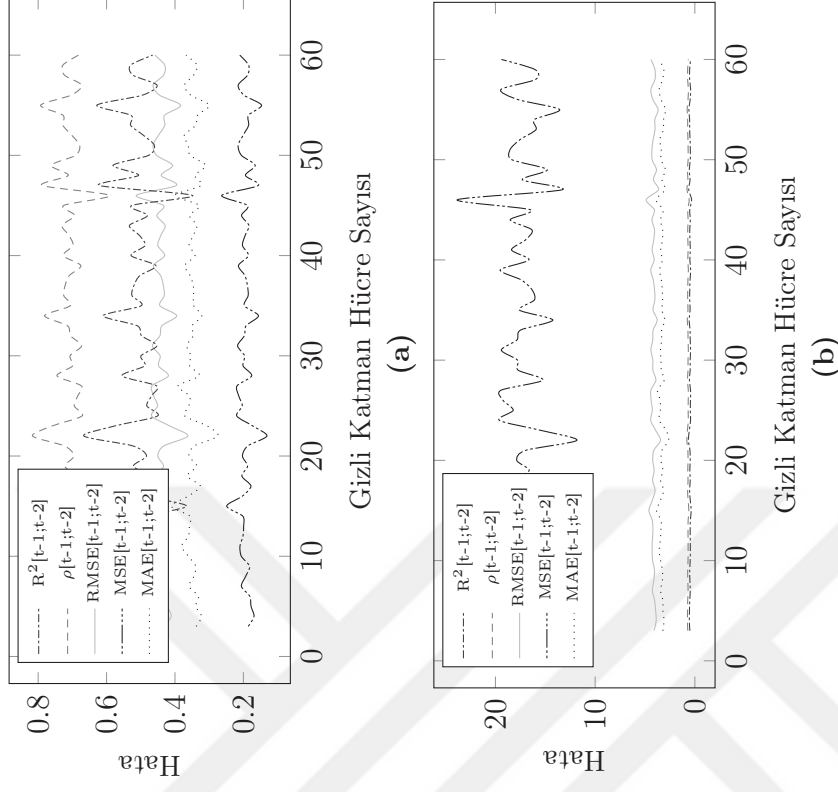 0.8
0.6
0.4
0.2
Hata
R²[t-1;t-2]
ρ[t-1;t-2]
RMSE[t-1;t-2]
MSE[t-1;t-2]
MAE[t-1;t-2]
0 10 20 30 40 50 60
Gizli Katman Hücre Sayısı
(a)
20
10
0
Hata
R²[t-1;t-2]
ρ[t-1;t-2]
RMSE[t-1;t-2]
MSE[t-1;t-2]
MAE[t-1;t-2]
0 10 20 30 40 50 60
Gizli Katman Hücre Sayısı
(b)